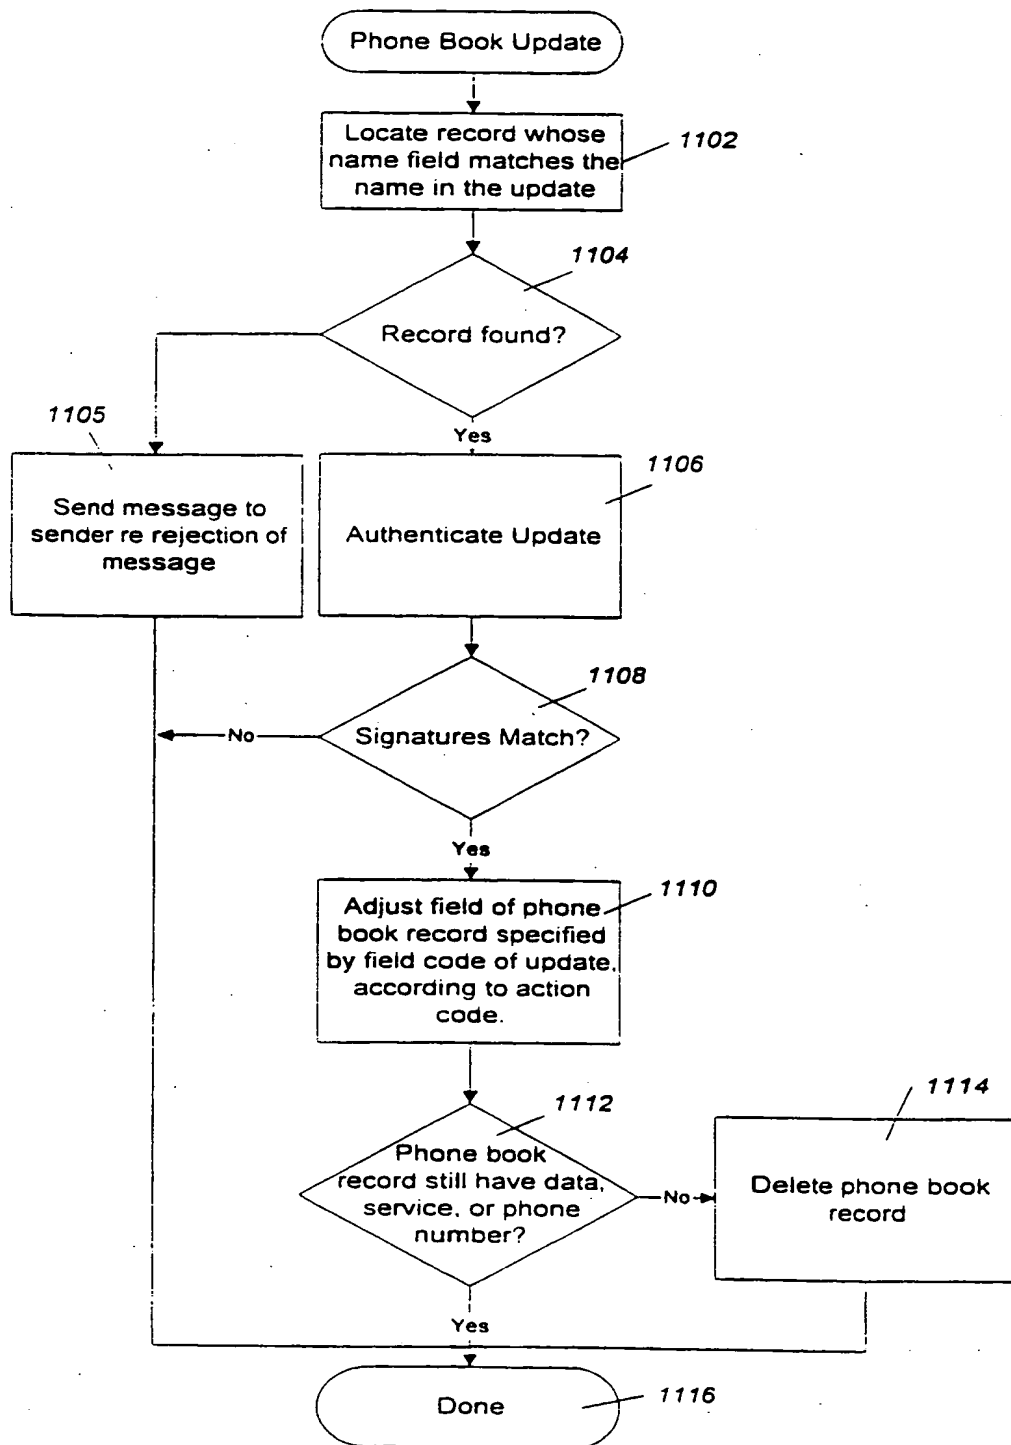 Phone Book Update
Locate record whose
name field matches the
name in the update
1102
1104
Record found?
Yes
1105
Send message to
sender re rejection of
message
1106
Authenticate Update
1108
Signatures Match?
No
Yes
1110
Adjust field of phone
book record specified
by field code of update,
according to action
code.
1112
Phone book
record still have data,
service, or phone
number?
No
1114
Delete phone book
record
Yes
Done
1116